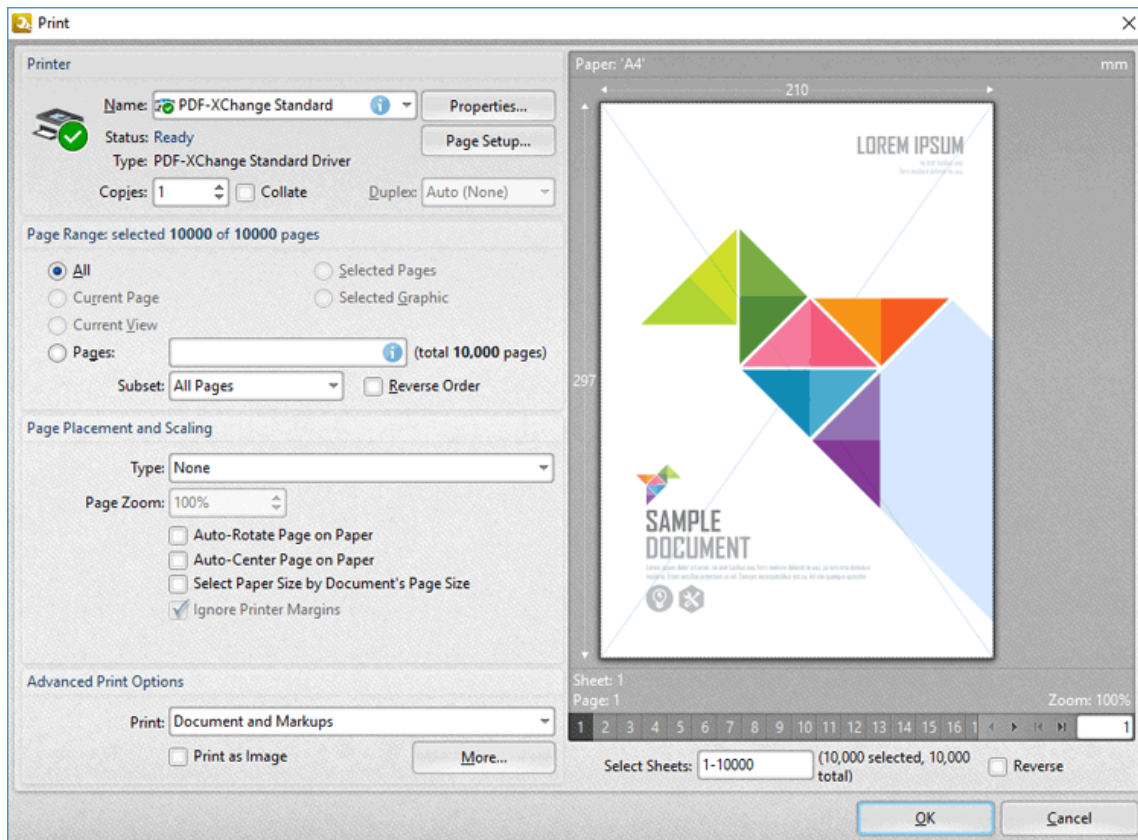 Print
Printer
Name: PDF-XChange Standard
Properties...
Status: Ready
Page Setup...
Type: PDF-XChange Standard Driver
Copies: 1
Collate
Duplex: Auto (None)
Page Range: selected 10000 of 10000 pages
All
Selected Pages
Current Page
Selected Graphic
Current View
Pages:
(total 10,000 pages)
Subset: All Pages
Reverse Order
Page Placement and Scaling
Type: None
Page Zoom: 100%
Auto-Rotate Page on Paper
Auto-Center Page on Paper
Select Paper Size by Document's Page Size
Ignore Printer Margins
Advanced Print Options
Print: Document and Markups
Print as Image
More...
Paper: 'A4'
mm
210
297
LOREM IPSUM
SAMPLE
DOCUMENT
Sheet: 1
Page: 1
Zoom: 100%
1 2 3 4 5 6 7 8 9 10 11 12 13 14 15 16 1
1
Select Sheets: 1-10000
(10,000 selected, 10,000
total)
Reverse
OK
Cancel